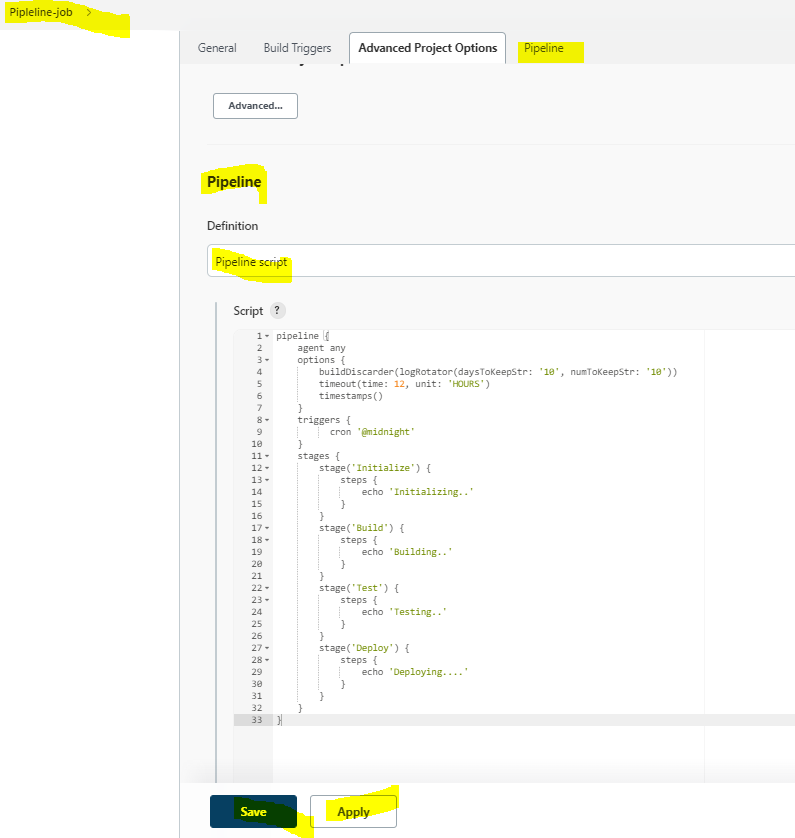 Pipleline-job >
General Build Triggers Advanced Project Options Pipeline
Advanced...
Pipeline
Definition
Pipeline script
Script ?
1 pipeline {
2     agent any
3     options {
4         buildDiscarder(logRotator(daysToKeepStr: '10', numToKeepStr: '10'))
5         timeout(time: 12, unit: 'HOURS')
6         timestamps()
7     }
8     triggers {
9           cron '@midnight'
10     }
11     stages {
12         stage('Initialize') {
13             steps {
14                 echo 'Initializing..'
15             }
16         }
17         stage('Build') {
18             steps {
19                 echo 'Building..'
20             }
21         }
22         stage('Test') {
23             steps {
24                 echo 'Testing..'
25             }
26         }
27         stage('Deploy') {
28             steps {
29                 echo 'Deploying....'
30             }
31         }
32     }
33 }
Save Apply